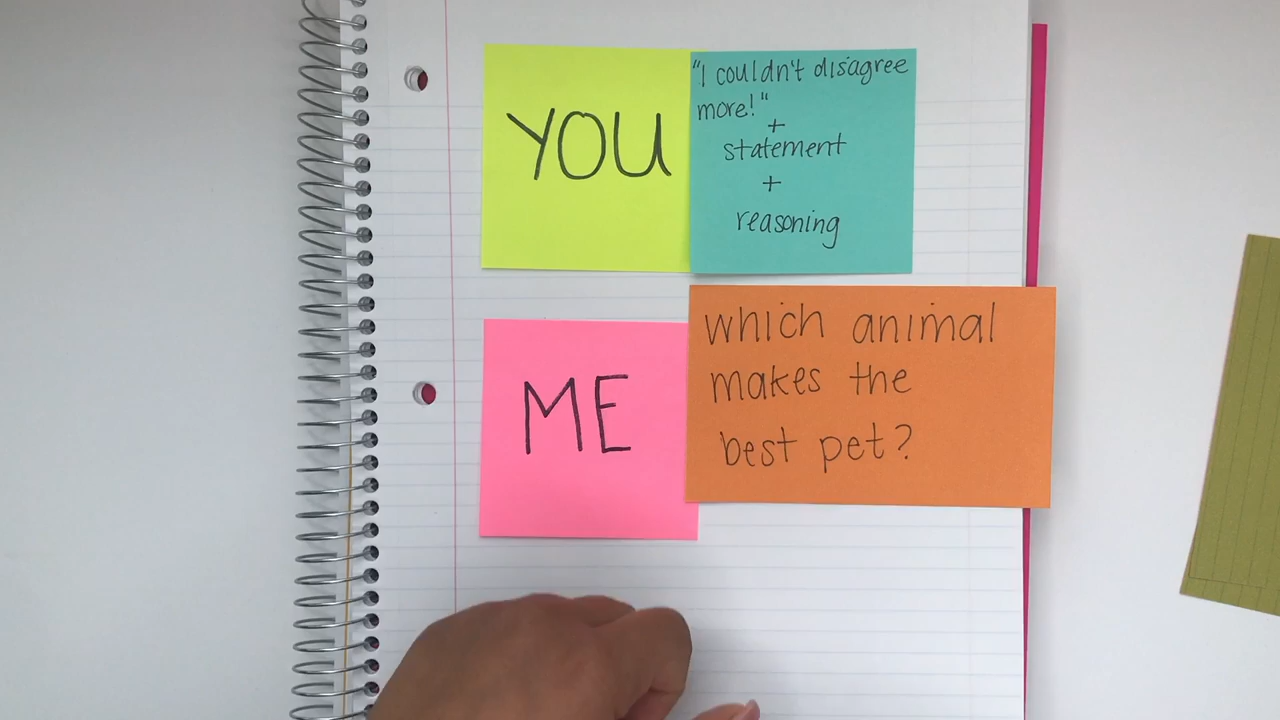 YOU
"I couldn't disagree
more!"
+
statement
+
reasoning
ME
which animal
makes the
best pet?